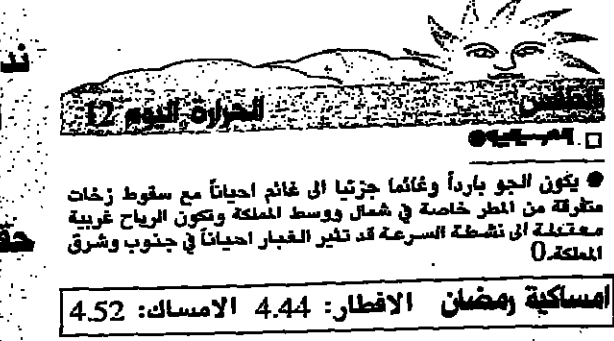 الطقس
الحرارة اليوم 12
● يكون الجو بارداً وغائما جزئيا الى غائم احياناً مع سقوط زخات
متفرقة من المطر خاصة في شمال ووسط المملكة وتكون الرياح غربية
معتدلة الى نشطة السرعة قد تثير الغبار احياناً في جنوب وشرق
المملكة.0
امساكية رمضان الافطار: 4.44 الامساك: 4.52